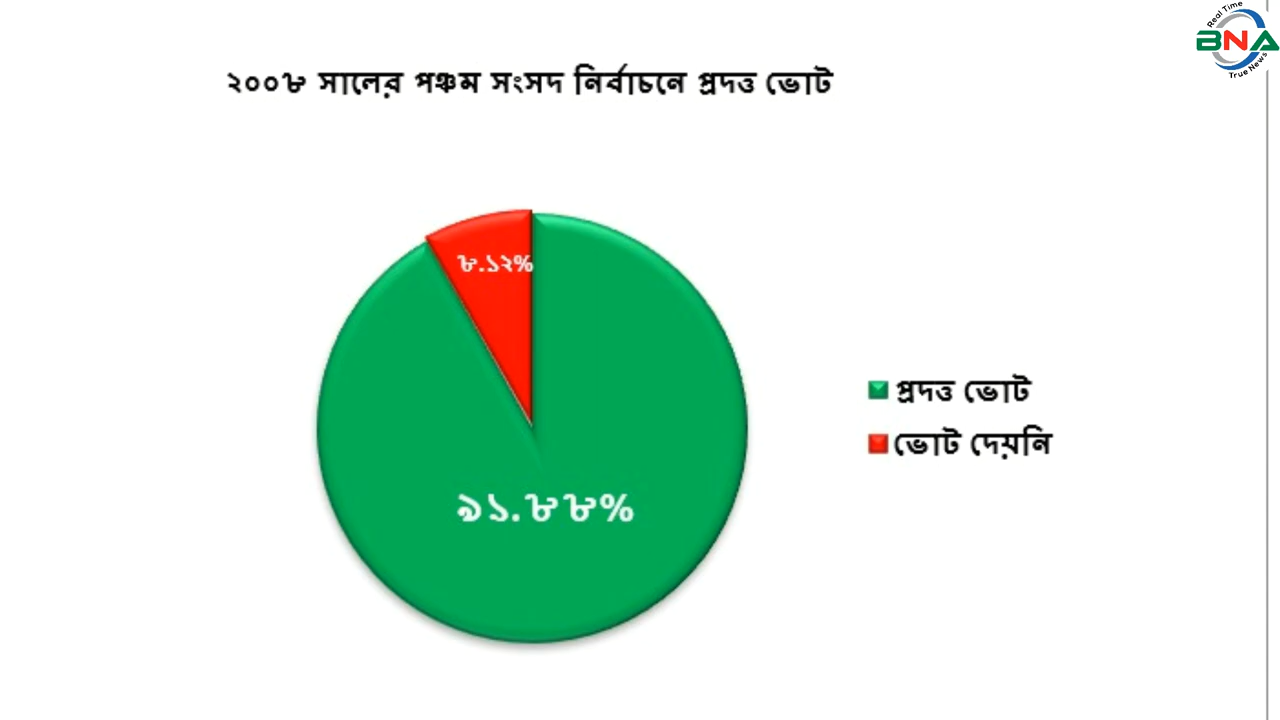 Real Time
BNA
True News
২০০৮ সালের পঞ্চম সংসদ নির্বাচনে প্রদত্ত ভোট
৮.১২%
৯১.৮৮%
প্রদত্ত ভোট
ভোট দেয়নি